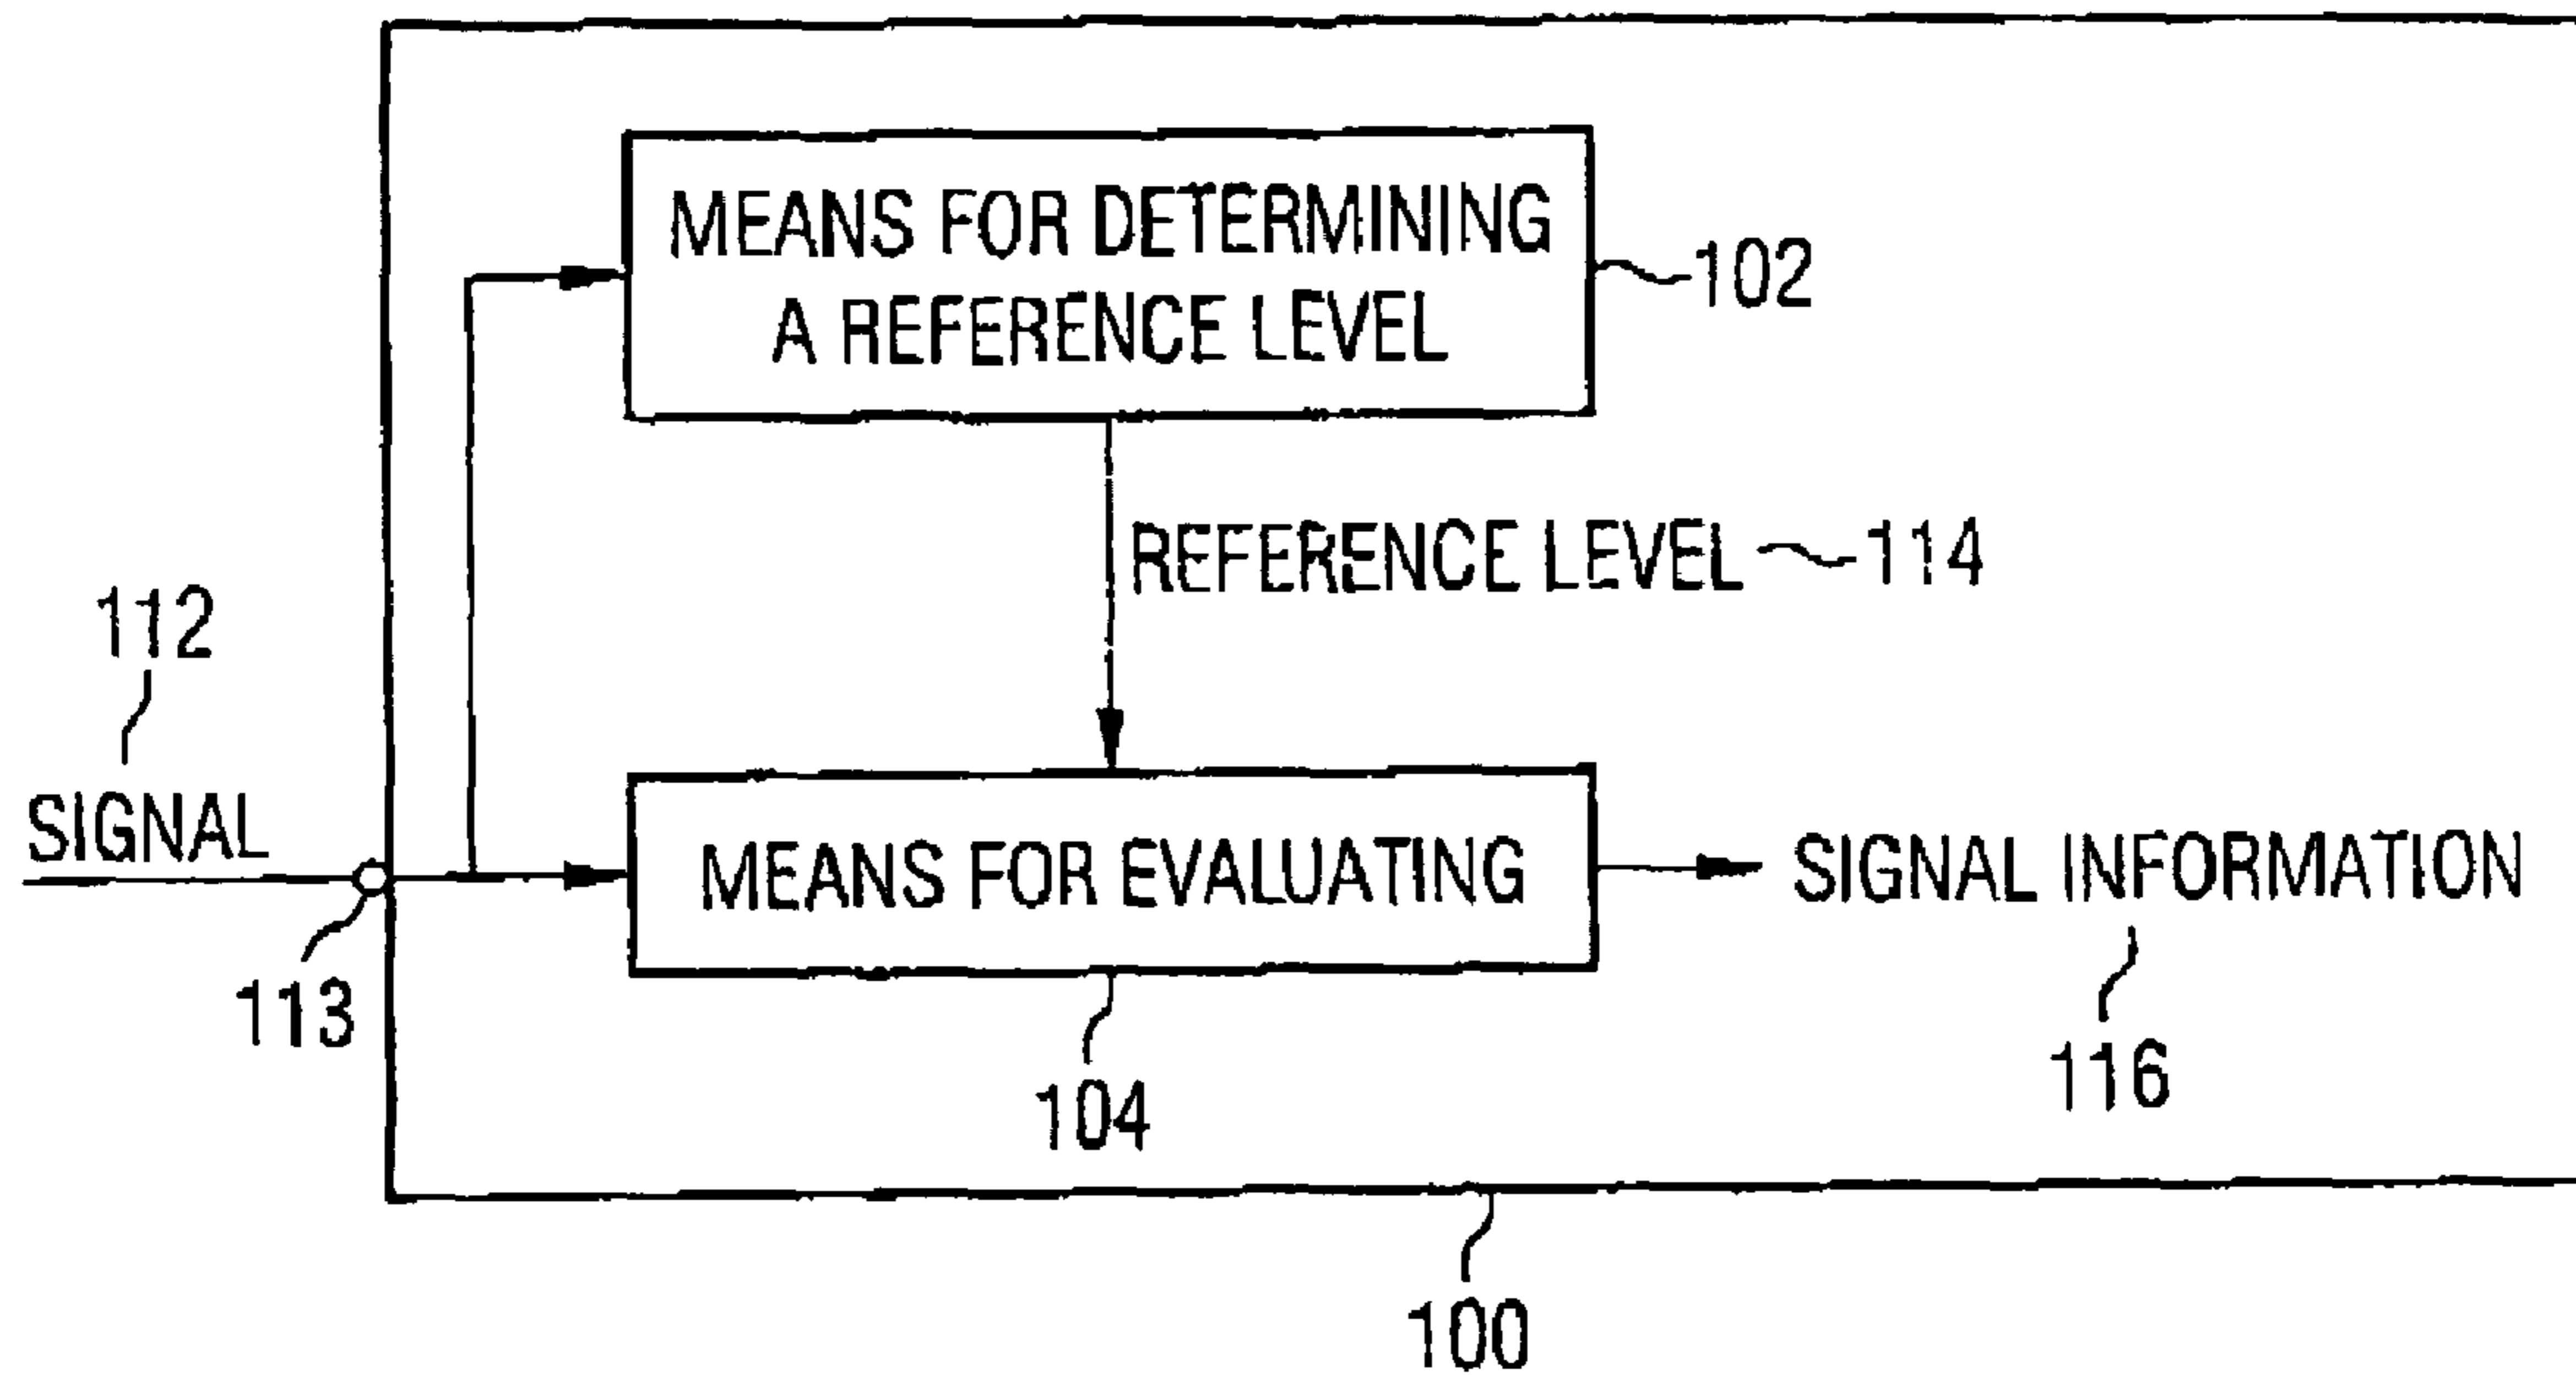 MEANS FOR DETERMINING
A REFERENCE LEVEL
102
REFERENCE LEVEL
114
112
SIGNAL
113
MEANS FOR EVALUATING
104
SIGNAL INFORMATION
116
100